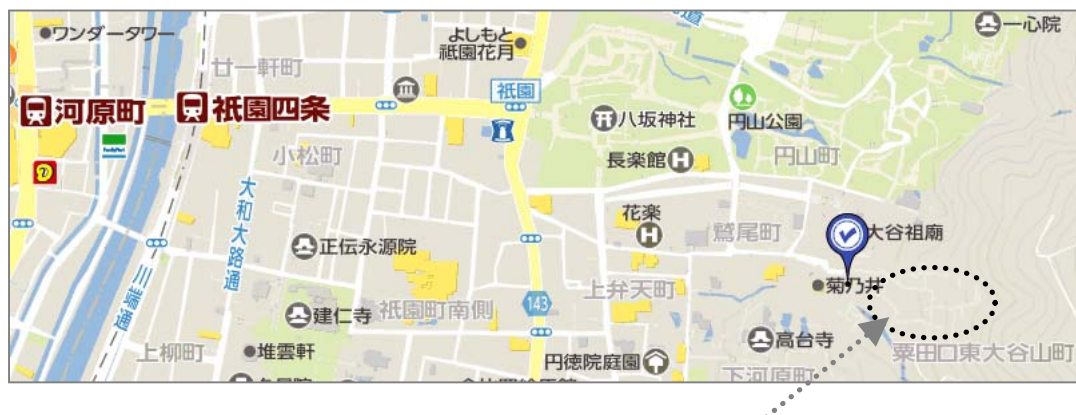 ワンダータワー
よしもと
祇園花月
一心院
廿一軒町
祇園
河原町
祇園四条
八坂神社
円山公園
FamilyMart
小松町
長楽館
円山町
大和大路通
花楽
鷲尾町
大谷祖廟
正伝永源院
川端通
上弁天町
菊乃井
祇園町南側
143
建仁寺
高台寺
上柳町
堆雲軒
円徳院庭園
粟田口東大谷山町
下河原町